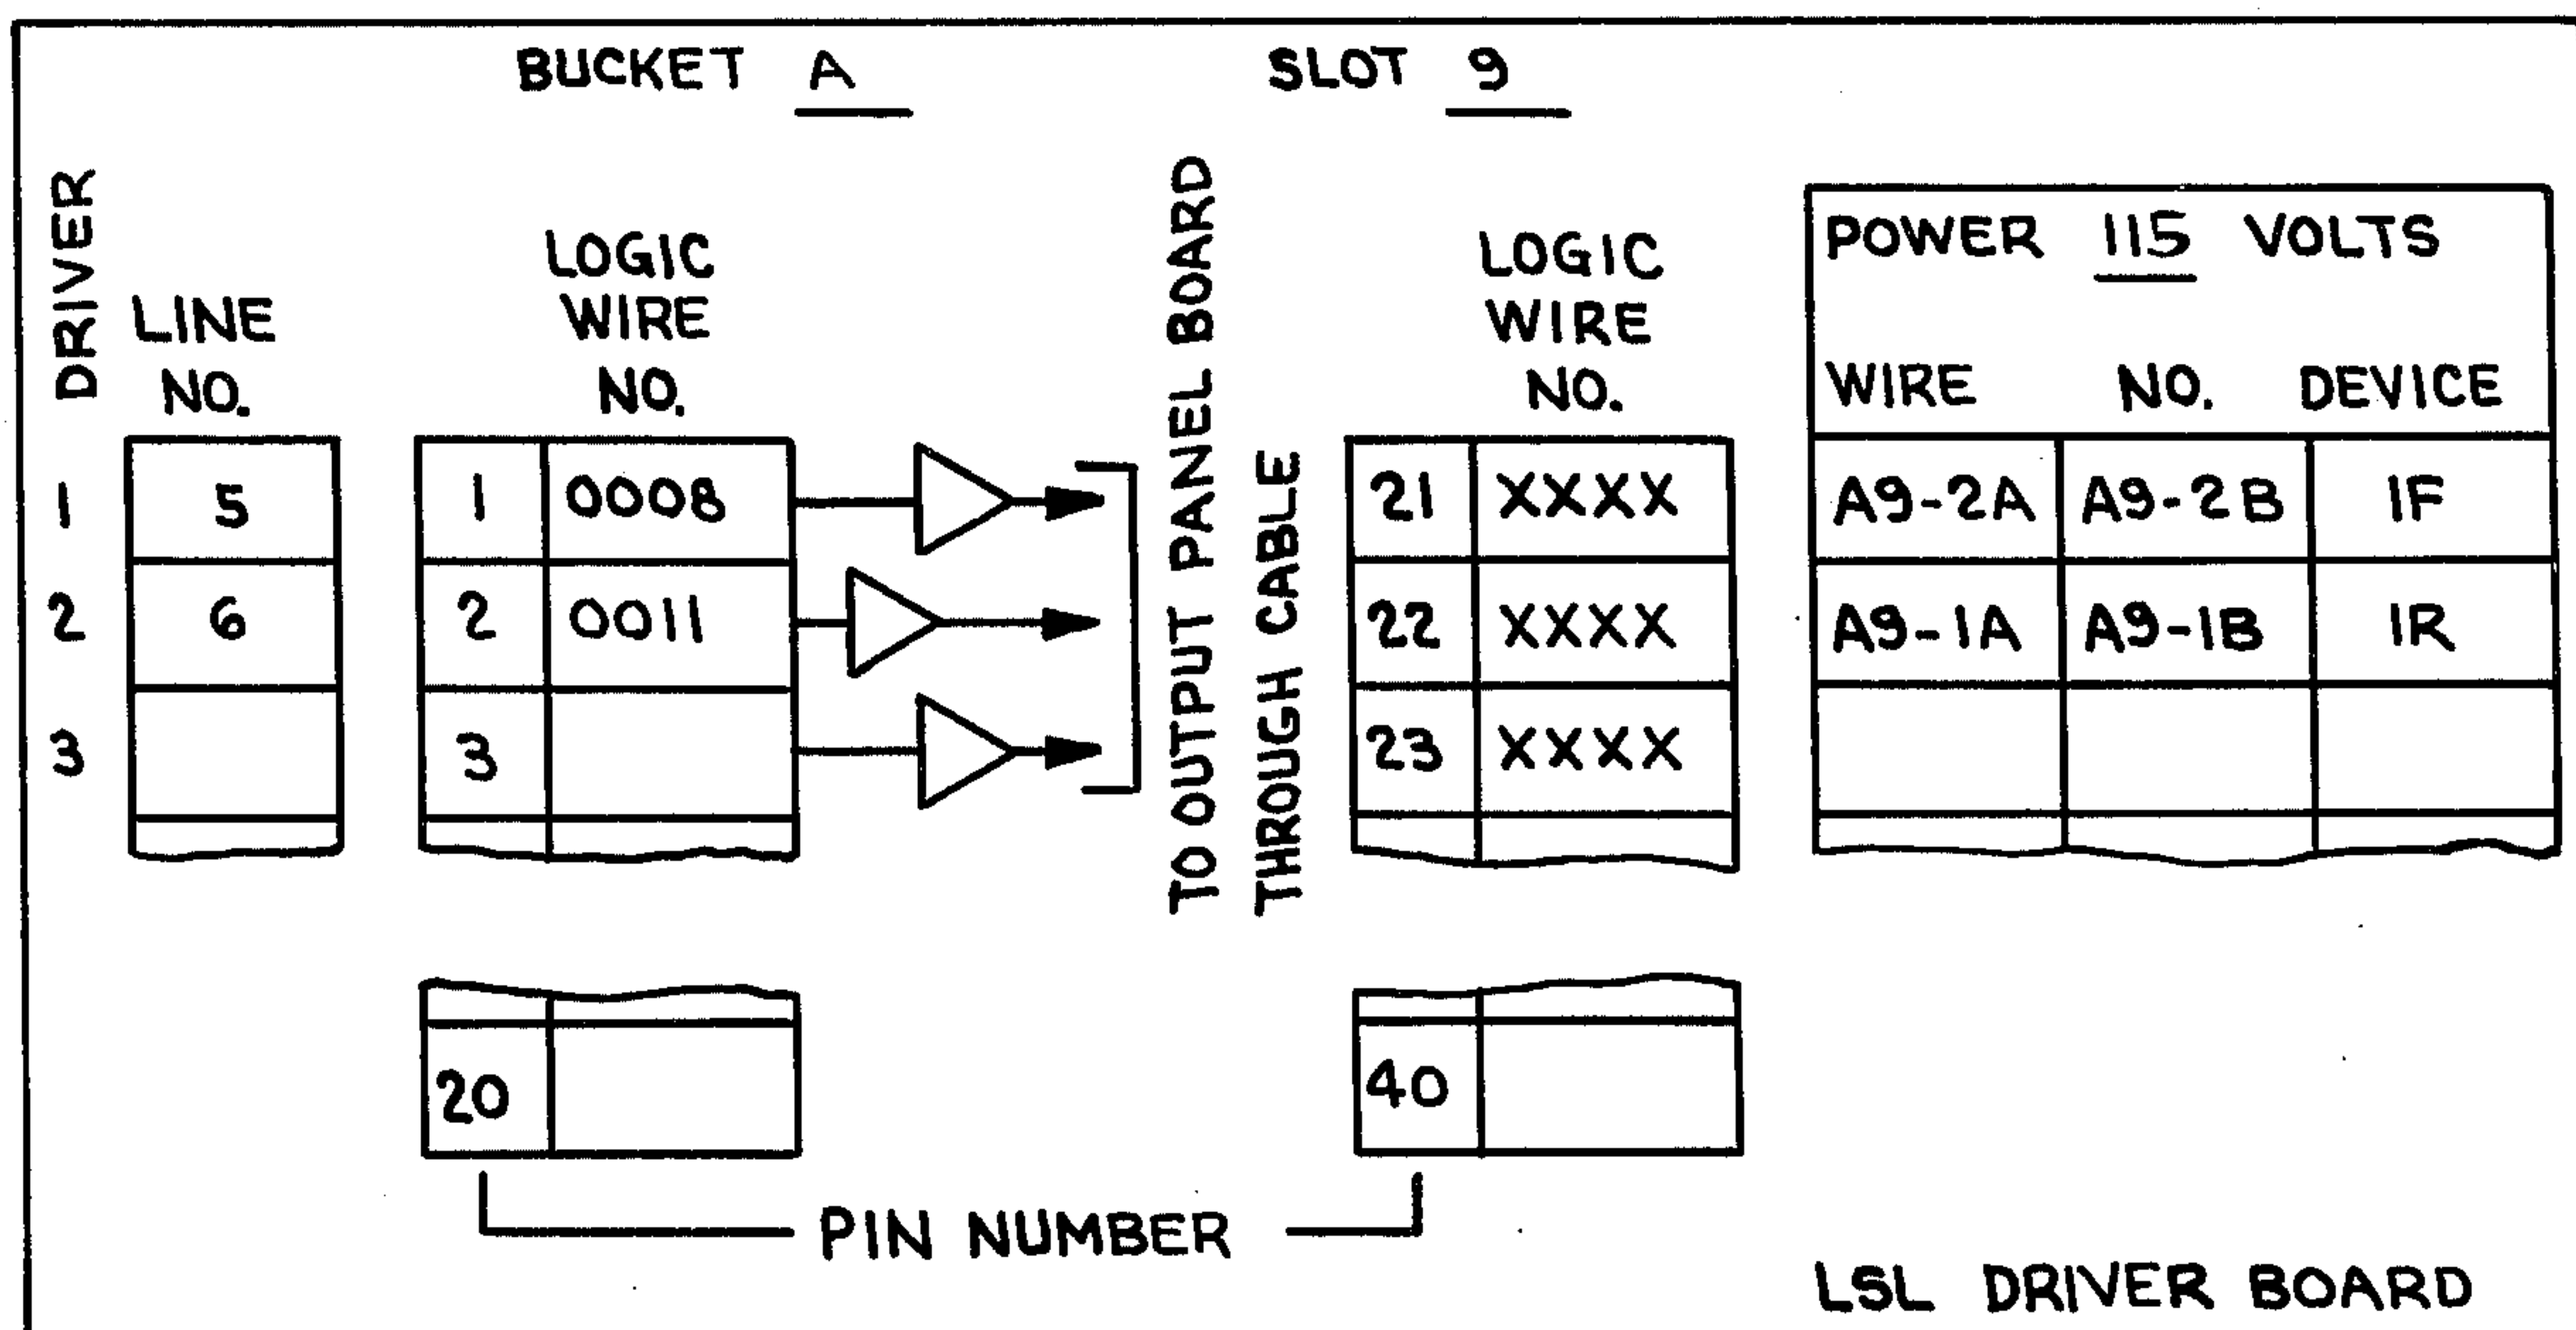 BUCKET A SLOT 9
DRIVER
LINE
NO.
LOGIC
WIRE
NO.
TO OUTPUT PANEL BOARD
THROUGH CABLE
LOGIC
WIRE
NO.
POWER 115 VOLTS
WIRE NO. DEVICE
1 5 1 0008 21 XXXX A9-2A A9-2B 1F
2 6 2 0011 22 XXXX A9-1A A9-1B 1R
3 3 23 XXXX
20 40
PIN NUMBER
LSL DRIVER BOARD